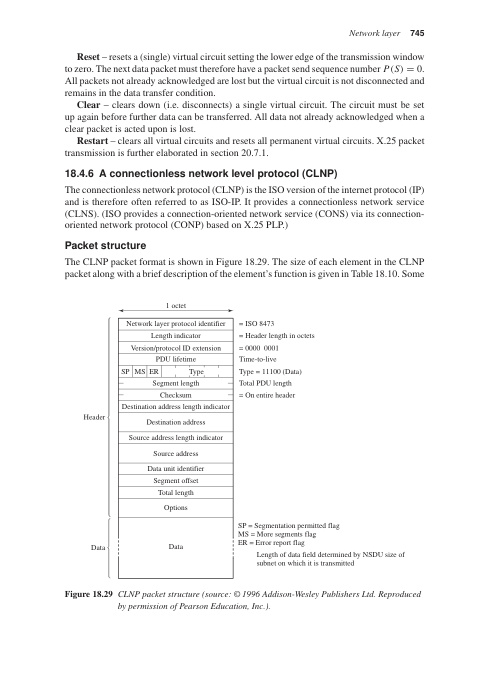 Network layer 745
Reset – resets a (single) virtual circuit setting the lower edge of the transmission window
to zero. The next data packet must therefore have a packet send sequence number P(S) = 0.
All packets not already acknowledged are lost but the virtual circuit is not disconnected and
remains in the data transfer condition.
Clear – clears down (i.e. disconnects) a single virtual circuit. The circuit must be set
up again before further data can be transferred. All data not already acknowledged when a
clear packet is acted upon is lost.
Restart – clears all virtual circuits and resets all permanent virtual circuits. X.25 packet
transmission is further elaborated in section 20.7.1.
18.4.6 A connectionless network level protocol (CLNP)
The connectionless network protocol (CLNP) is the ISO version of the internet protocol (IP)
and is therefore often referred to as ISO-IP. It provides a connectionless network service
(CLNS). (ISO provides a connection-oriented network service (CONS) via its connection-
oriented network protocol (CONP) based on X.25 PLP.)
Packet structure
The CLNP packet format is shown in Figure 18.29. The size of each element in the CLNP
packet along with a brief description of the element's function is given in Table 18.10. Some
1 octet
Network layer protocol identifier = ISO 8473
Length indicator = Header length in octets
Version/protocol ID extension = 0000 0001
PDU lifetime Time-to-live
SP MS ER Type Type = 11100 (Data)
Segment length Total PDU length
Checksum = On entire header
Destination address length indicator
Header
Destination address
Source address length indicator
Source address
Data unit identifier
Segment offset
Total length
Options
SP = Segmentation permitted flag
MS = More segments flag
ER = Error report flag
Data Data
Length of data field determined by NSDU size of
subnet on which it is transmitted
Figure 18.29 CLNP packet structure (source: © 1996 Addison-Wesley Publishers Ltd. Reproduced
by permission of Pearson Education, Inc.).